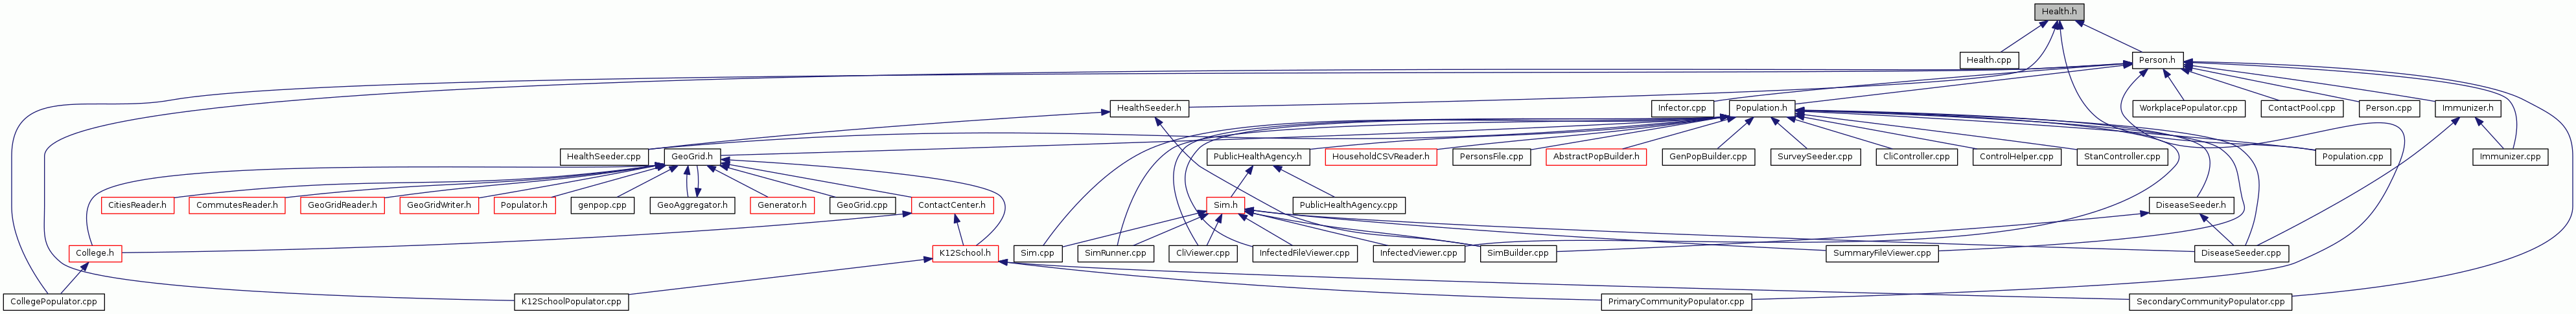 Health.h
Health.cpp
Person.h
HealthSeeder.h
Infector.cpp
Population.h
WorkplacePopulator.cpp
ContactPool.cpp
Person.cpp
Immunizer.h
HealthSeeder.cpp
GeoGrid.h
PublicHealthAgency.h
HouseholdCSVReader.h
PersonsFile.cpp
AbstractPopBuilder.h
GenPopBuilder.cpp
SurveySeeder.cpp
CliController.cpp
ControlHelper.cpp
StanController.cpp
Population.cpp
Immunizer.cpp
CitiesReader.h
CommutesReader.h
GeoGridReader.h
GeoGridWriter.h
Populator.h
genpop.cpp
GeoAggregator.h
Generator.h
GeoGrid.cpp
ContactCenter.h
Sim.h
PublicHealthAgency.cpp
DiseaseSeeder.h
College.h
K12School.h
Sim.cpp
SimRunner.cpp
CliViewer.cpp
InfectedFileViewer.cpp
InfectedViewer.cpp
SimBuilder.cpp
SummaryFileViewer.cpp
DiseaseSeeder.cpp
CollegePopulator.cpp
K12SchoolPopulator.cpp
PrimaryCommunityPopulator.cpp
SecondaryCommunityPopulator.cpp